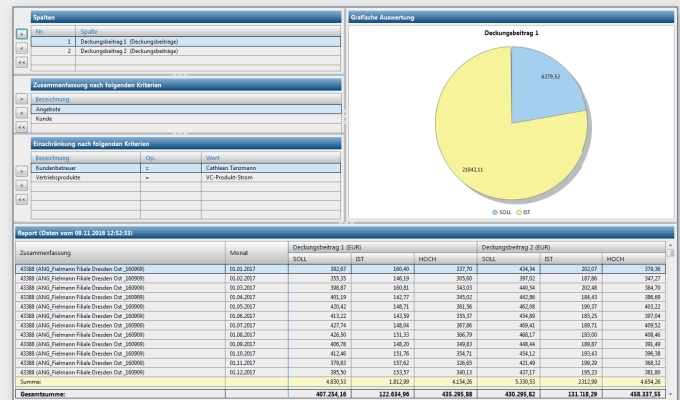 Spalten
Nr. Spalte
1 Deckungsbeitrag 1 (Deckungsbeiträge)
2 Deckungsbeitrag 2 (Deckungsbeiträge)
Zusammenfassung nach folgenden Kriterien
Bezeichnung
Angebote
Kunde
Einschränkung nach folgenden Kriterien
Bezeichnung Op. Wert
Kundenbetreuer = Cathleen Tanzmann
Vertriebsprodukte = VC-Produkt-Strom
Grafische Auswertung
Deckungsbeitrag 1
6279,52
21842,11
SOLL IST
Report (Daten vom 09.11.2016 12:52:33)
Zusammenfassung Monat Deckungsbeitrag 1 (EUR) Deckungsbeitrag 2 (EUR)
SOLL IST HOCH SOLL IST HOCH
43388 (ANG_Fielmann Filiale Dresden Ost _160909) 01.01.2017 392,67 160,40 337,70 434,34 202,07 379,36
43388 (ANG_Fielmann Filiale Dresden Ost _160909) 01.02.2017 355,35 146,19 305,60 397,02 187,86 347,27
43388 (ANG_Fielmann Filiale Dresden Ost _160909) 01.03.2017 398,87 160,81 343,03 440,54 202,48 384,70
43388 (ANG_Fielmann Filiale Dresden Ost _160909) 01.04.2017 401,19 142,77 345,02 442,86 184,43 386,69
43388 (ANG_Fielmann Filiale Dresden Ost _160909) 01.05.2017 420,42 148,71 361,56 462,08 190,37 403,22
43388 (ANG_Fielmann Filiale Dresden Ost _160909) 01.06.2017 413,22 143,59 355,37 454,89 185,25 397,04
43388 (ANG_Fielmann Filiale Dresden Ost _160909) 01.07.2017 427,74 148,04 367,86 469,41 189,71 409,52
43388 (ANG_Fielmann Filiale Dresden Ost _160909) 01.08.2017 426,50 151,33 366,79 468,17 193,00 408,46
43388 (ANG_Fielmann Filiale Dresden Ost _160909) 01.09.2017 406,78 148,20 349,83 448,44 189,87 391,49
43388 (ANG_Fielmann Filiale Dresden Ost _160909) 01.10.2017 412,46 151,76 354,71 454,12 193,43 396,38
43388 (ANG_Fielmann Filiale Dresden Ost _160909) 01.11.2017 379,83 157,62 326,65 421,49 199,29 368,32
43388 (ANG_Fielmann Filiale Dresden Ost _160909) 01.12.2017 395,50 153,57 340,13 437,17 195,23 381,80
Summe: 4.830,53 1.812,99 4.154,26 5.330,53 2312,99 4.654,26
Gesamtsumme: 407.254,16 122.634,96 435.295,88 430.295,82 131.718,29 458.337,55